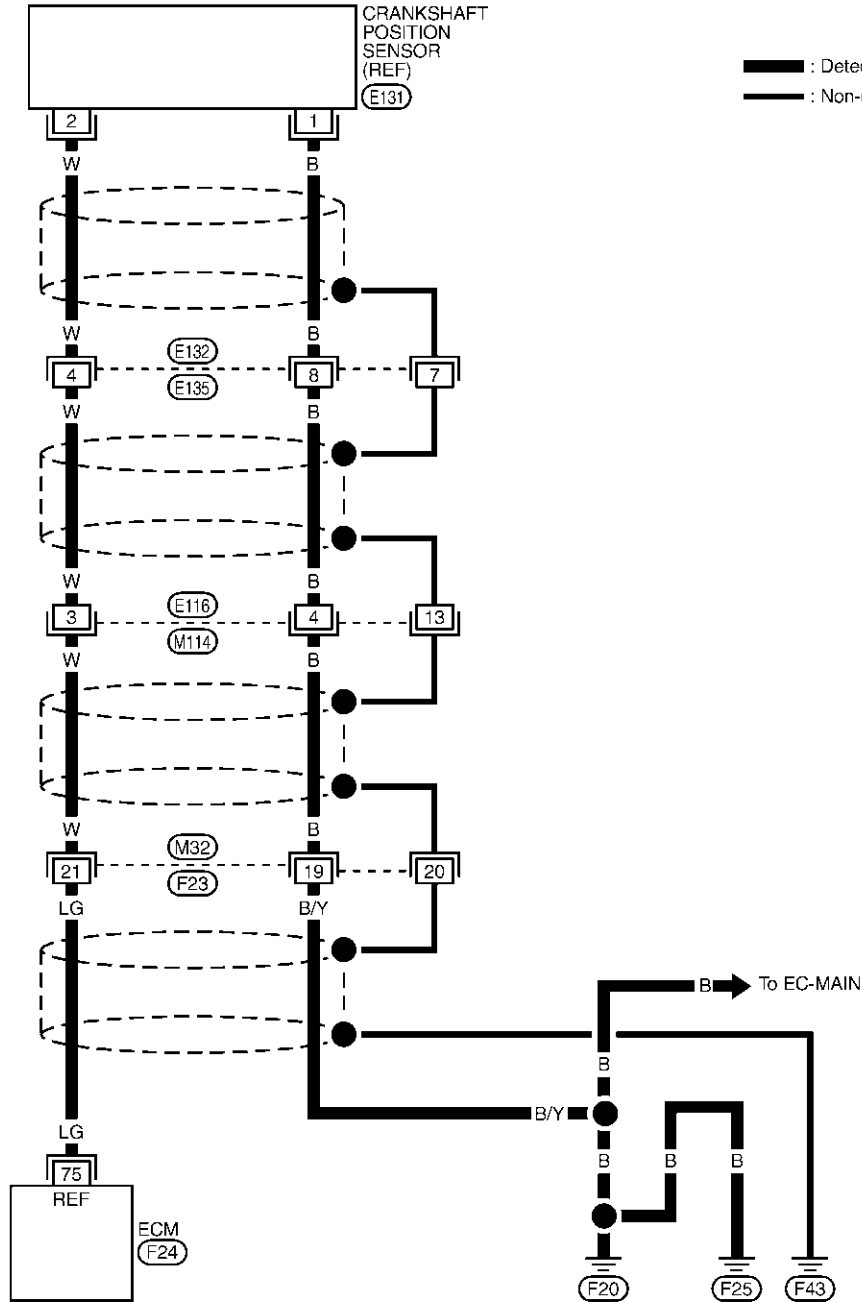 CRANKSHAFT
POSITION
SENSOR
(REF)
E131
: Dete
: Non-
2 1
W B
W B
E132
4 8 7
E135
W B
W B
E116
3 4 13
M114
W B
W B
M32
21 19 20
F23
LG B/Y
B To EC-MAIN
B
B/Y
LG
B B B
75
REF
ECM
F24
F20 F25 F43